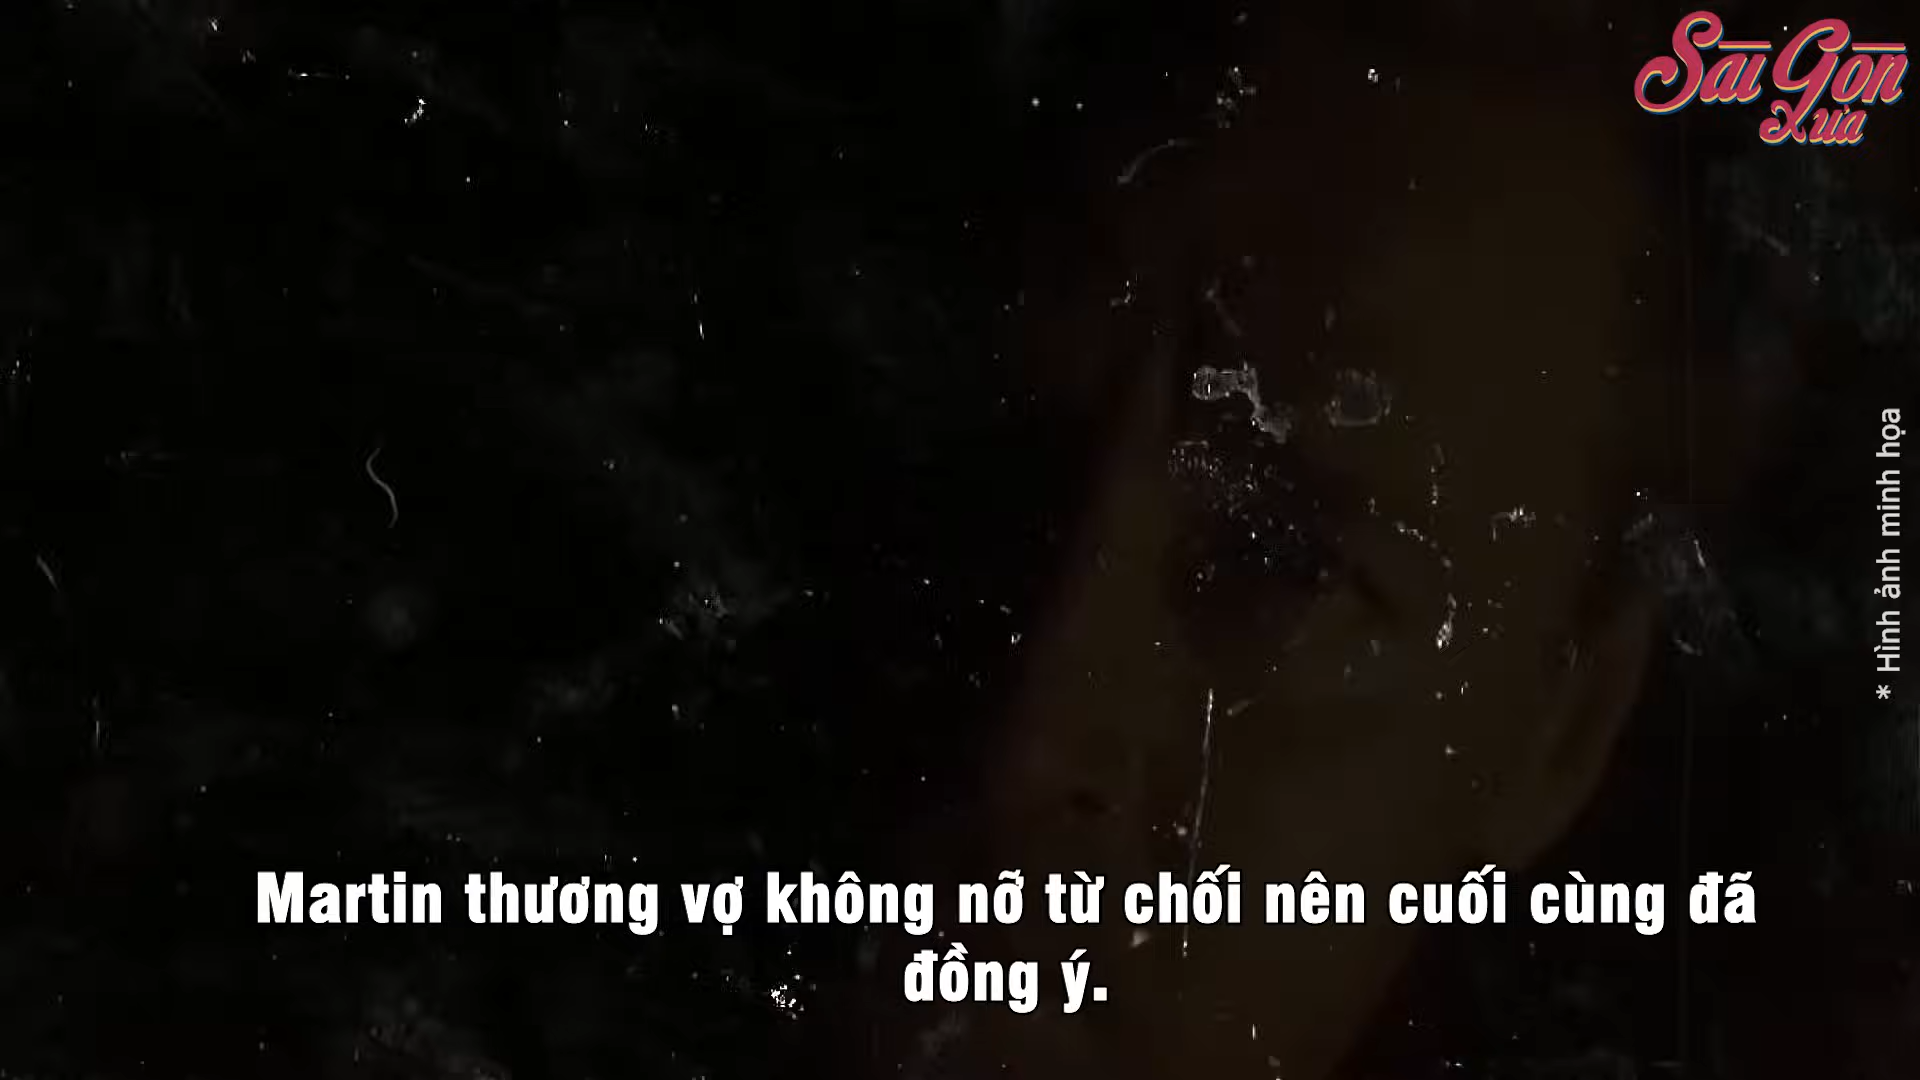 Sài Gòn
Xưa
* Hình ảnh minh họa
Martin thương vợ không nỡ từ chối nên cuối cùng đã
đồng ý.